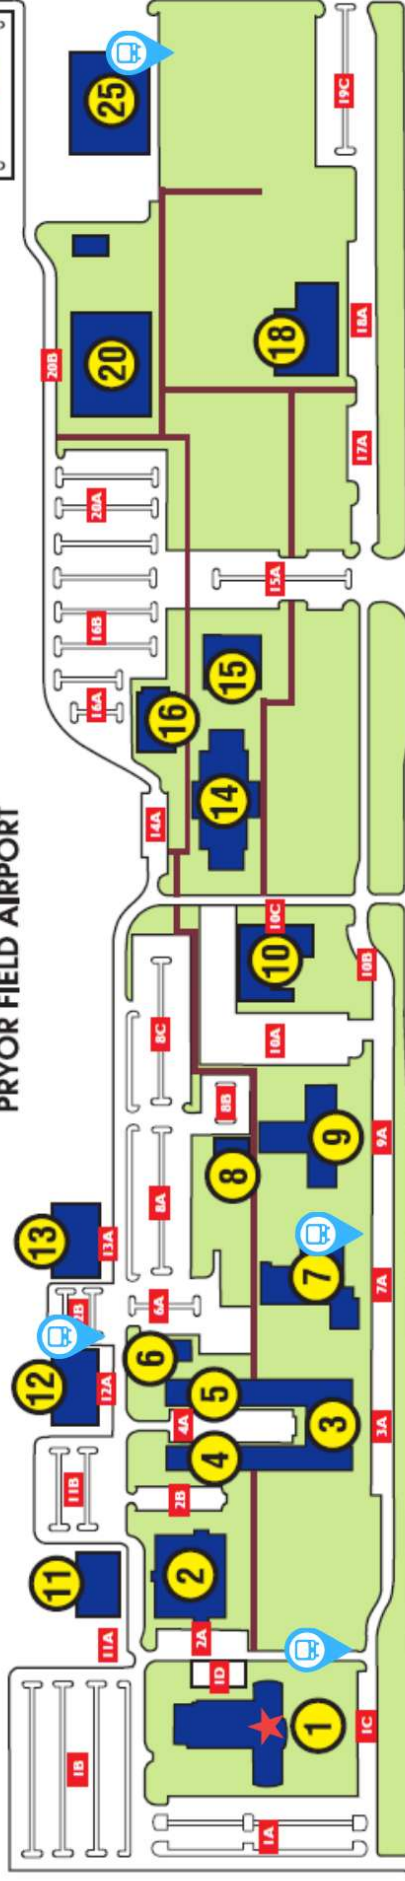 PRYOR FIELD AIRPORT
11
12
13
20B
1B
11B
2B
16A
16B
20A
11A
12A
13A
20
25
6
14A
16
1A
2
2B
4A
6A
8A
8C
2A
1D
4
5
8
8B
14
15
10A
10
10C
15A
18
1
3
7
9
19C
1C
3A
7A
9A
10B
17A
18A